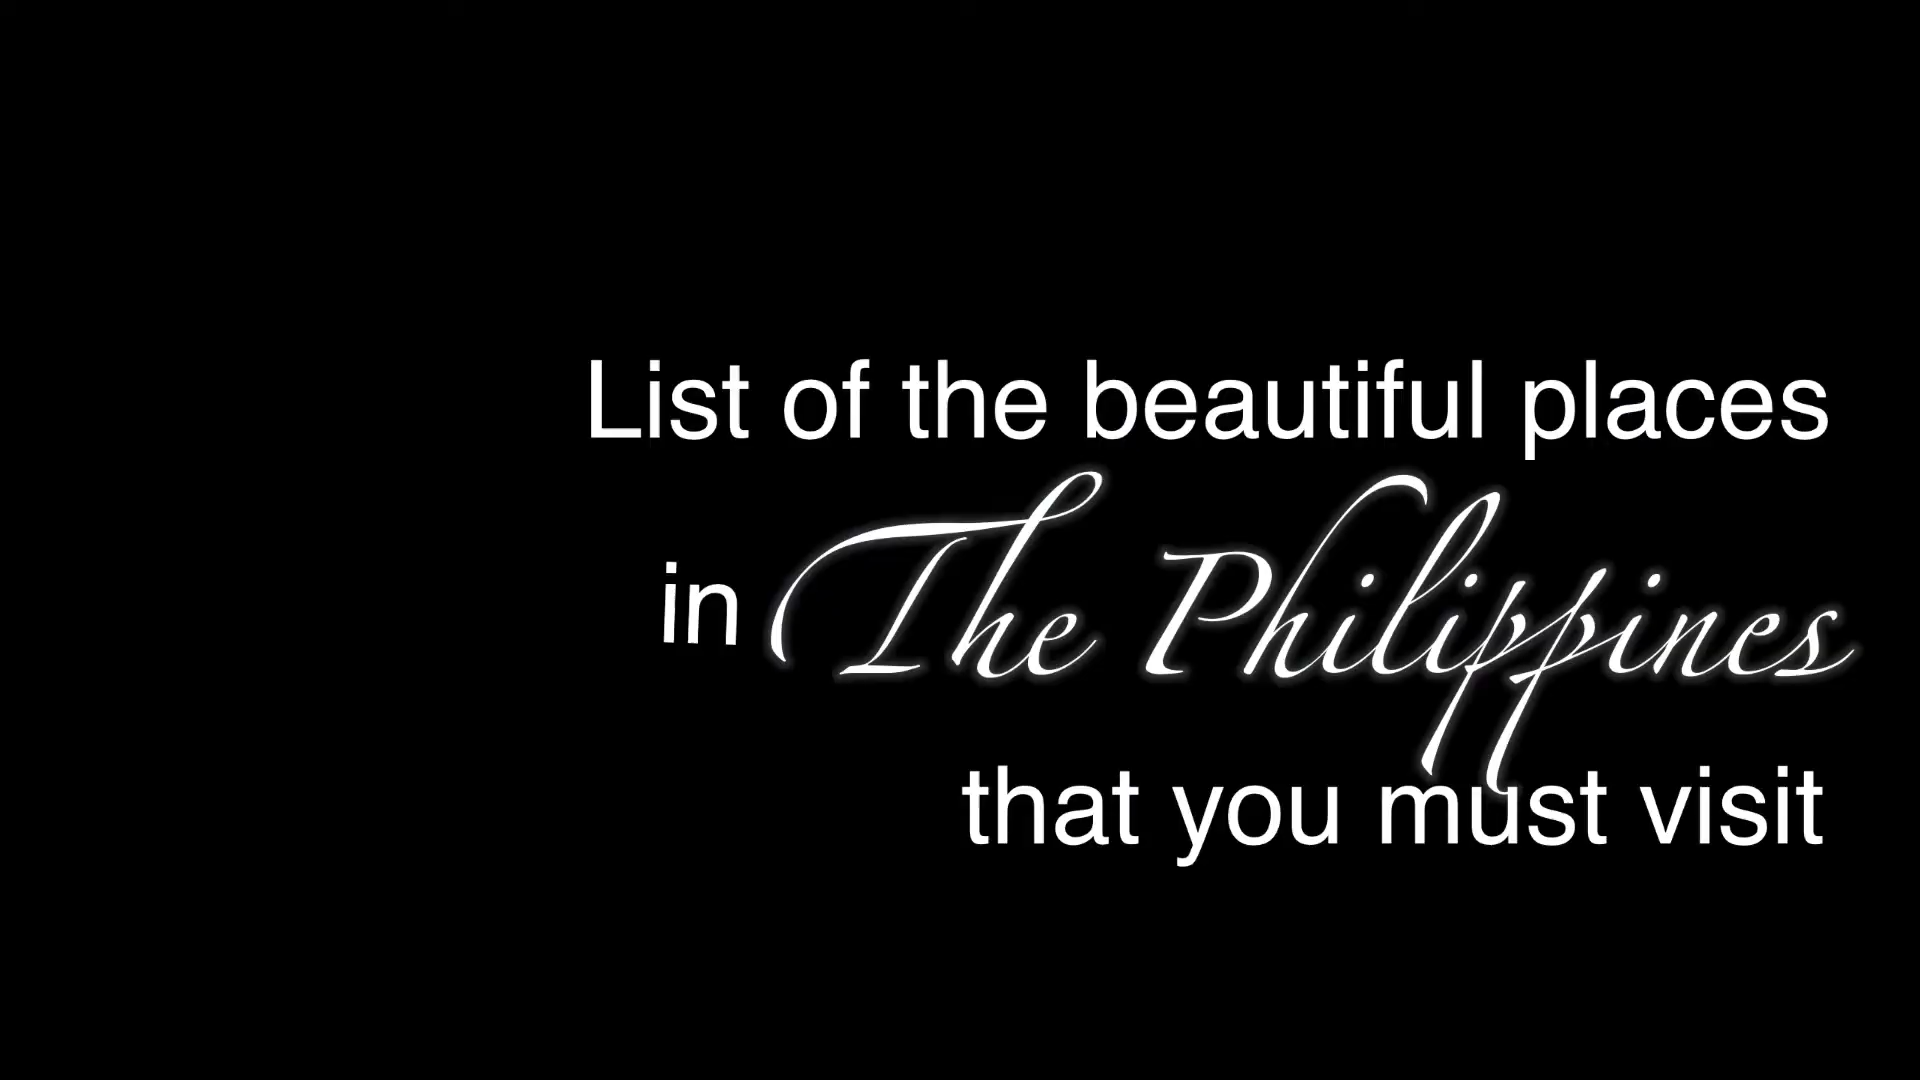 List of the beautiful places
in The Philippines
that you must visit